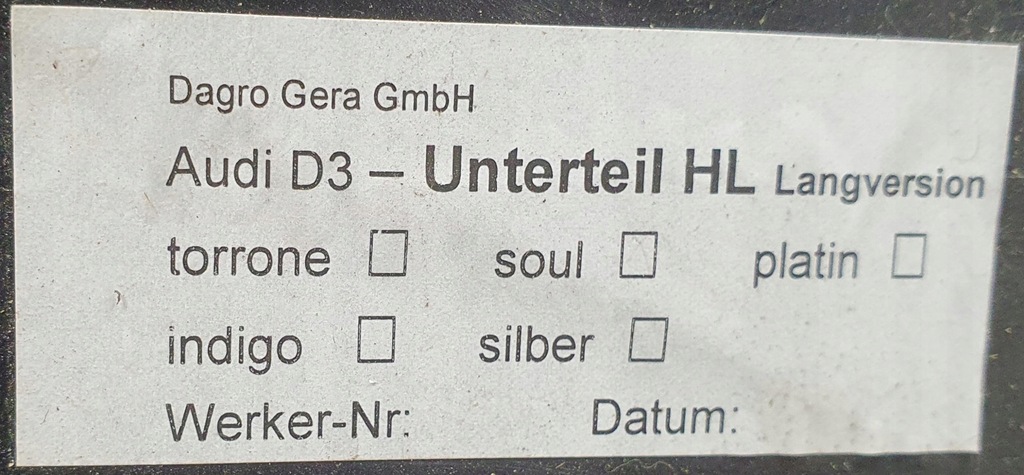 Dagro Gera GmbH
Audi D3 – Unterteil HL Langversion
torrone ☐ soul ☐ platin ☐
indigo ☐ silber ☐
Werker-Nr: Datum: